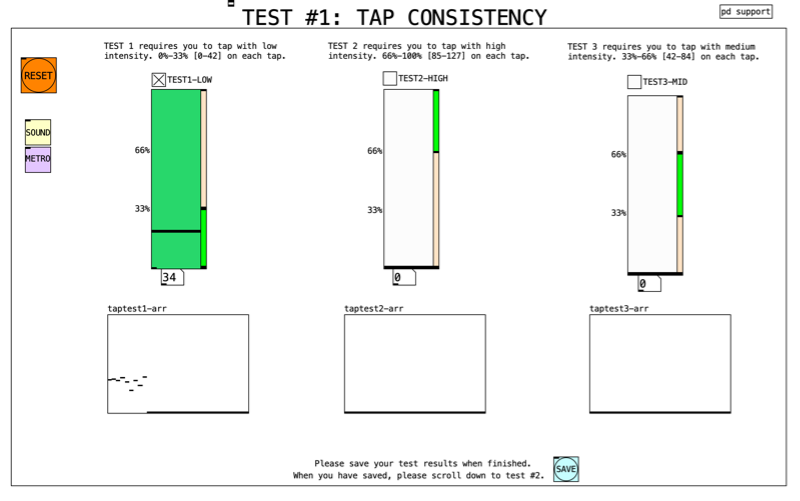 TEST #1: TAP CONSISTENCY
pd support
TEST 1 requires you to tap with low
intensity. 0%-33% [0-42] on each tap.
TEST 2 requires you to tap with high
intensity. 66%-100% [85-127] on each tap.
TEST 3 requires you to tap with medium
intensity. 33%-66% [42-84] on each tap.
RESET
SOUND
METRO
TEST1-LOW
66%
33%
34
TEST2-HIGH
66%
33%
0
TEST3-MID
66%
33%
0
taptest1-arr
taptest2-arr
taptest3-arr
Please save your test results when finished.
When you have saved, please scroll down to test #2.
SAVE